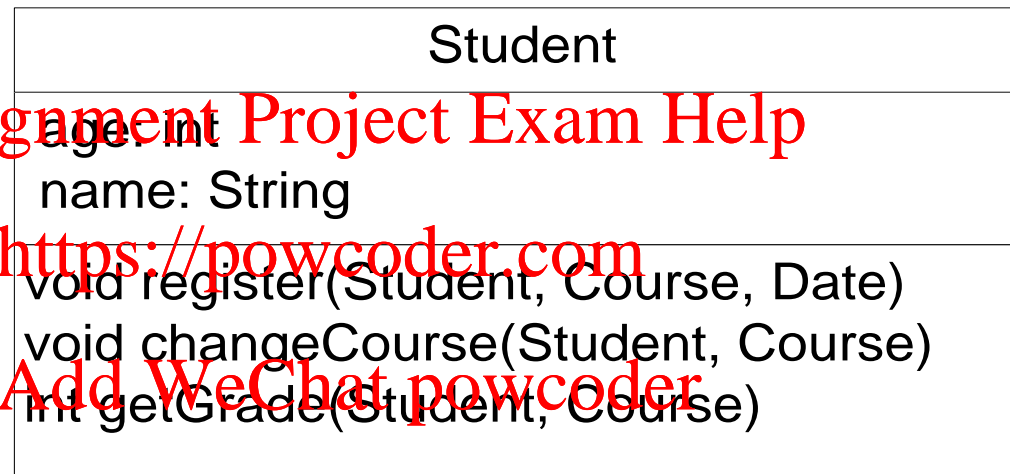 Student
gnment Project Exam Help
age: int
name: String
https://powcoder.com
void register(Student, Course, Date)
void changeCourse(Student, Course)
Add WeChat powcoder
int getGrade(Student, Course)